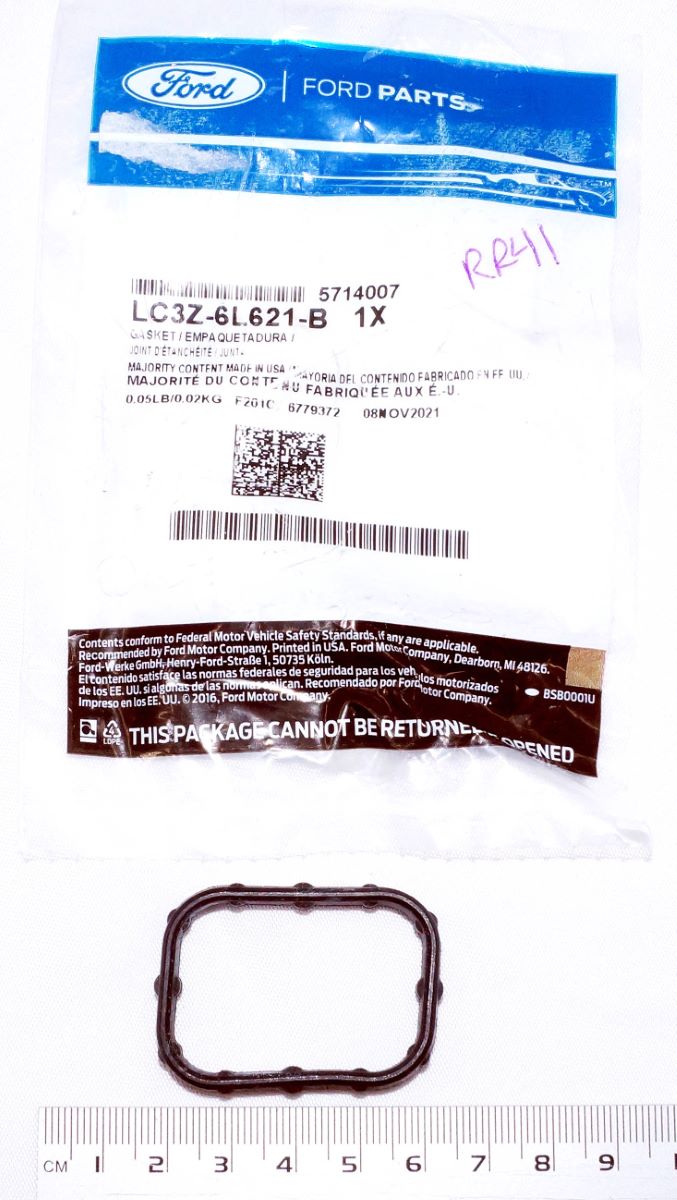 Ford FORD PARTS
TM
RR41
5714007
LC3Z-6L621-B 1X
GASKET/EMPAQUETADURA/
JOINT D'ÉTANCHÉITÉ/JUNTA
MAJORITY CONTENT MADE IN USA / MAYORIA DEL CONTENIDO FABRICADO EN EE. UU./
MAJORITÉ DU CONTENU FABRIQUÉE AUX É.-U.
0.05LB/0.02KG F201C 6779372 08NOV2021
Contents conform to Federal Motor Vehicle Safety Standards, if any are applicable.
Recommended by Ford Motor Company. Printed in USA. Ford Motor Company, Dearborn, MI 48126.
Ford-Werke GmbH, Henry-Ford-Straße 1, 50735 Köln.
El contenido satisface las normas federales de seguridad para los vehículos motorizados
de los EE. UU. si algunas de las normas aplican. Recomendado por Ford Motor Company.
Impreso en los EE. UU. © 2016, Ford Motor Company.
BSB0001U
4
LDPE
THIS PACKAGE CANNOT BE RETURNED OPENED
CM 1 2 3 4 5 6 7 8 9